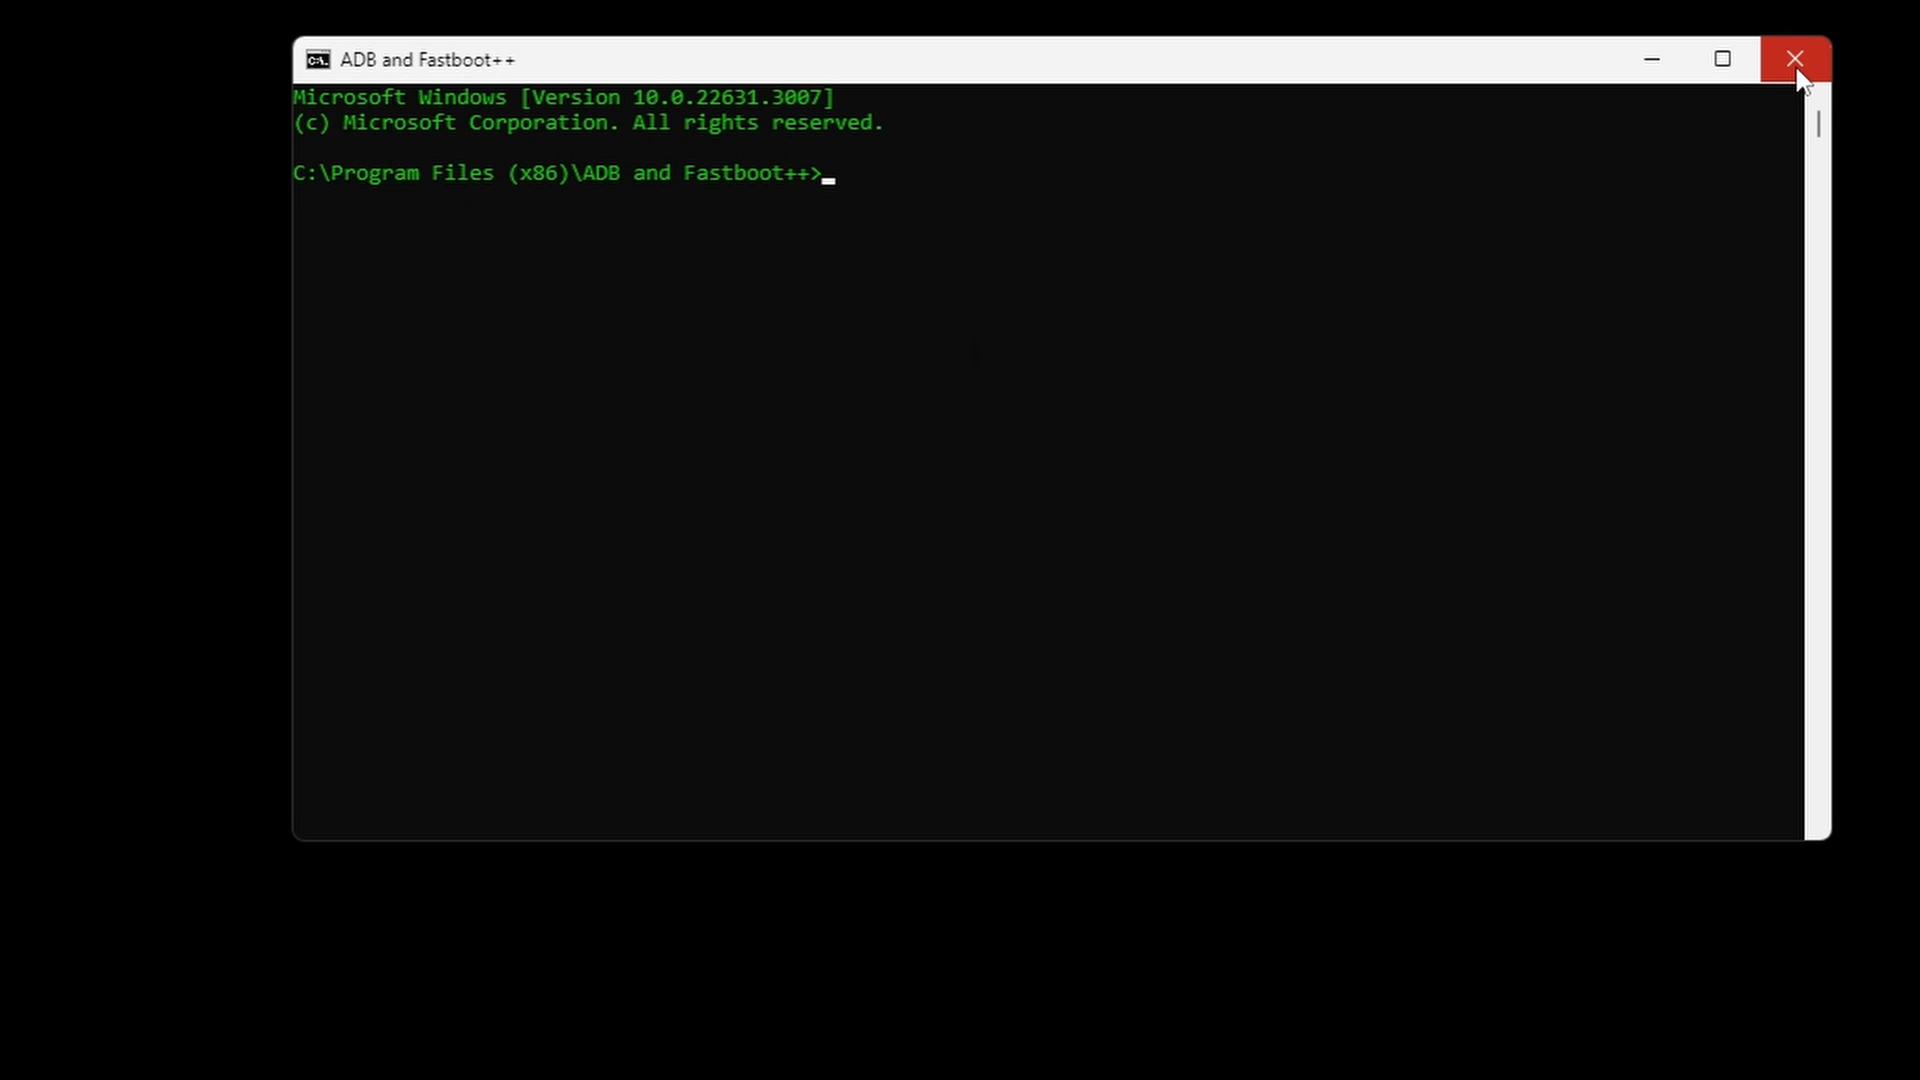 ADB and Fastboot++
Microsoft Windows [Version 10.0.22631.3007]
(c) Microsoft Corporation. All rights reserved.
C:\Program Files (x86)\ADB and Fastboot++>